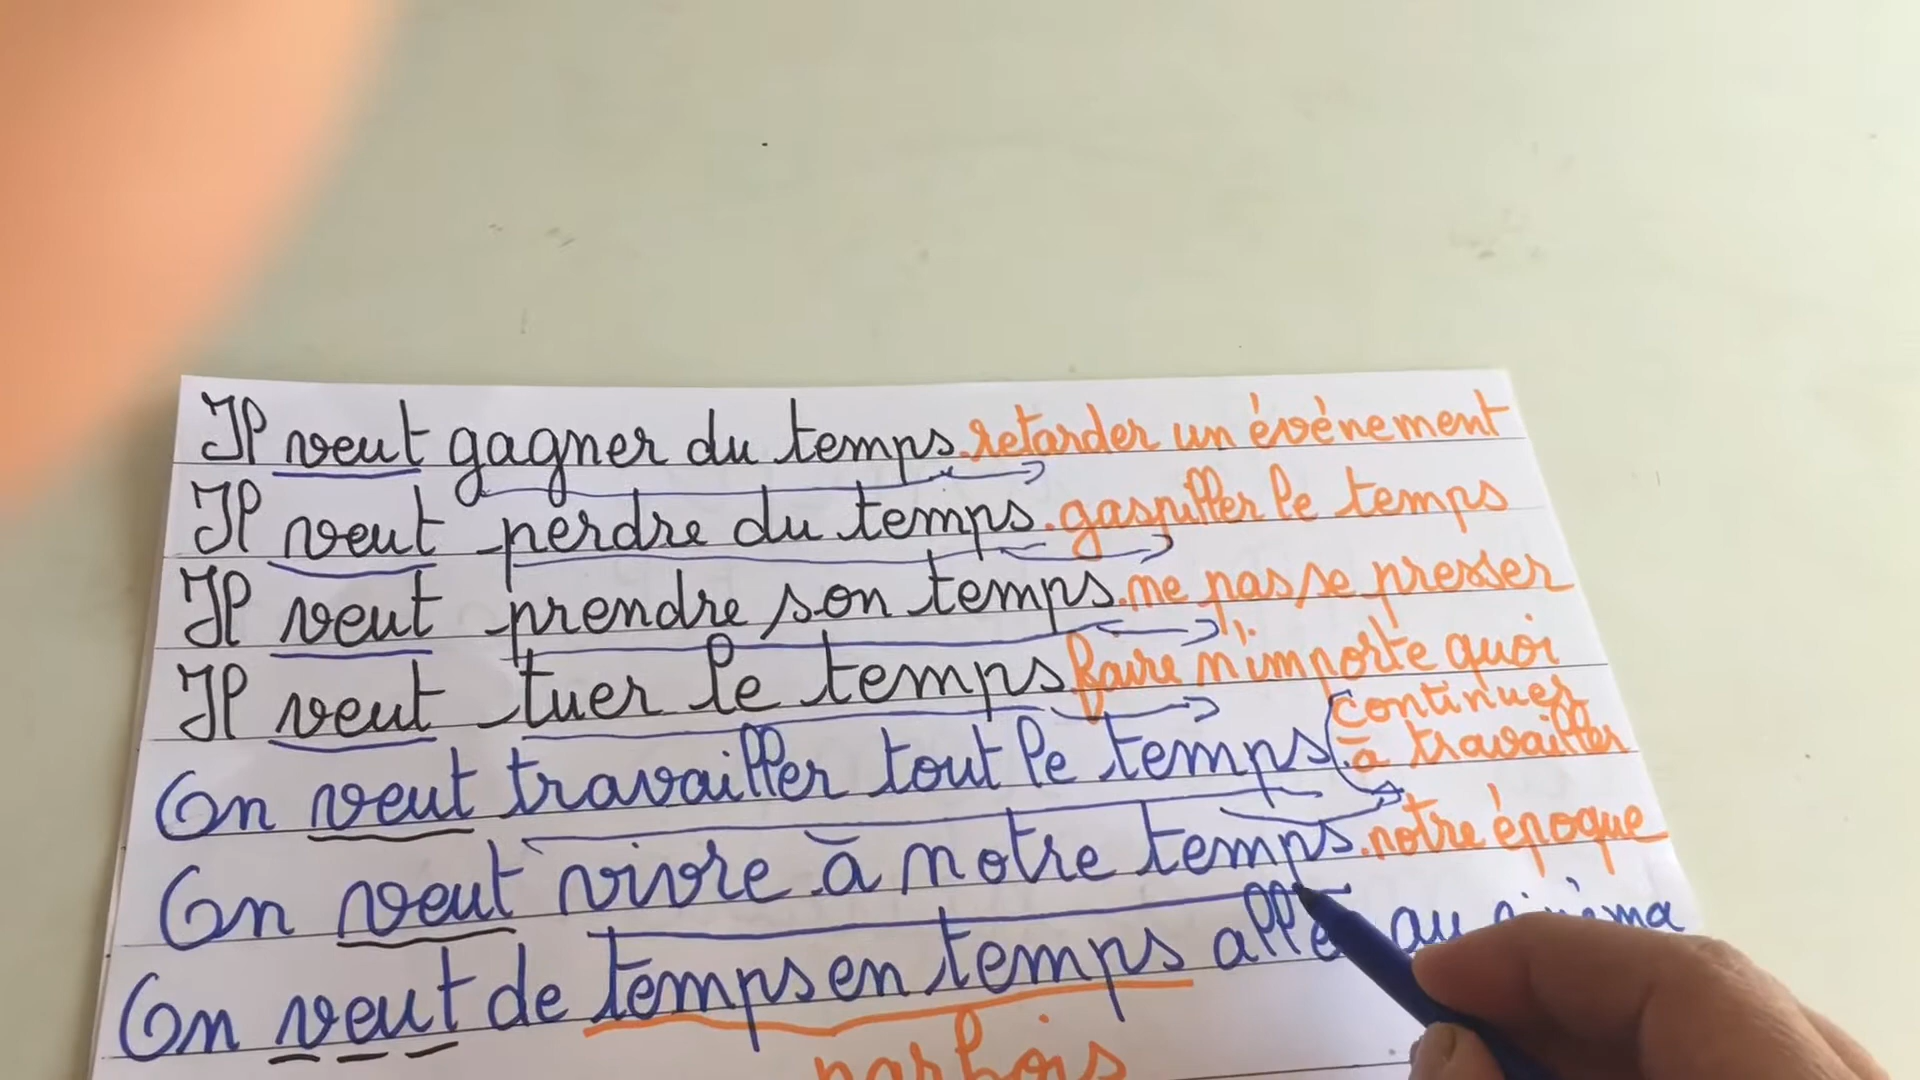 Il veut gagner du temps. retarder un événement
Il veut perdre du temps. gaspiller le temps
Il veut prendre son temps. ne pas se presser
Il veut tuer le temps faire n'importe quoi
On veut travailler tout le temps. (continuer
à travailler
On veut vivre à notre temps. notre époque
On veut de temps en temps aller au cinéma
parfois